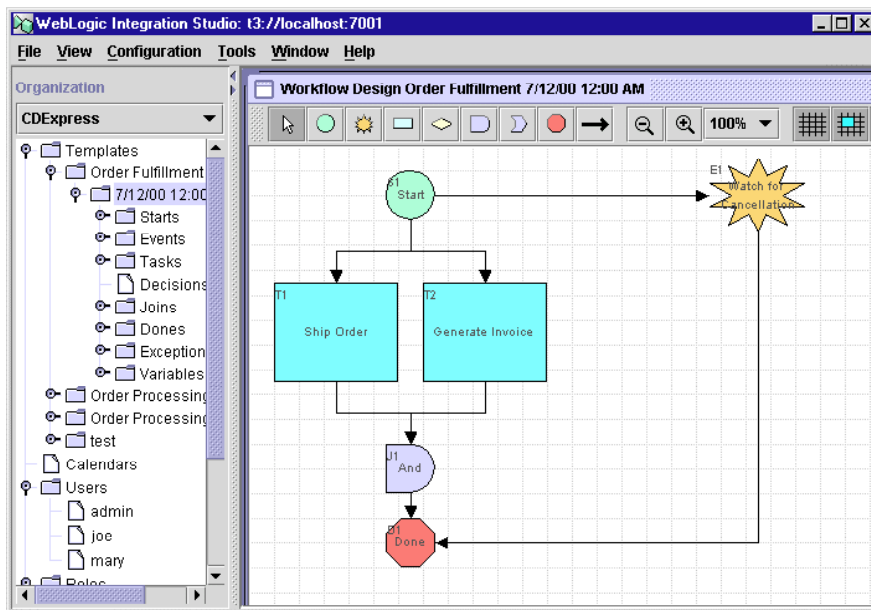 WebLogic Integration Studio: t3://localhost:7001
File View Configuration Tools Window Help
Organization
CDExpress
Templates
Order Fulfillment
7/12/00 12:00
Starts
Events
Tasks
Decisions
Joins
Dones
Exception
Variables
Order Processing
Order Processing
test
Calendars
Users
admin
joe
mary
Roles
Workflow Design Order Fulfillment 7/12/00 12:00 AM
100%
S1
Start
E1
Watch for
Cancellation
T1
Ship Order
T2
Generate Invoice
J1
And
D1
Done